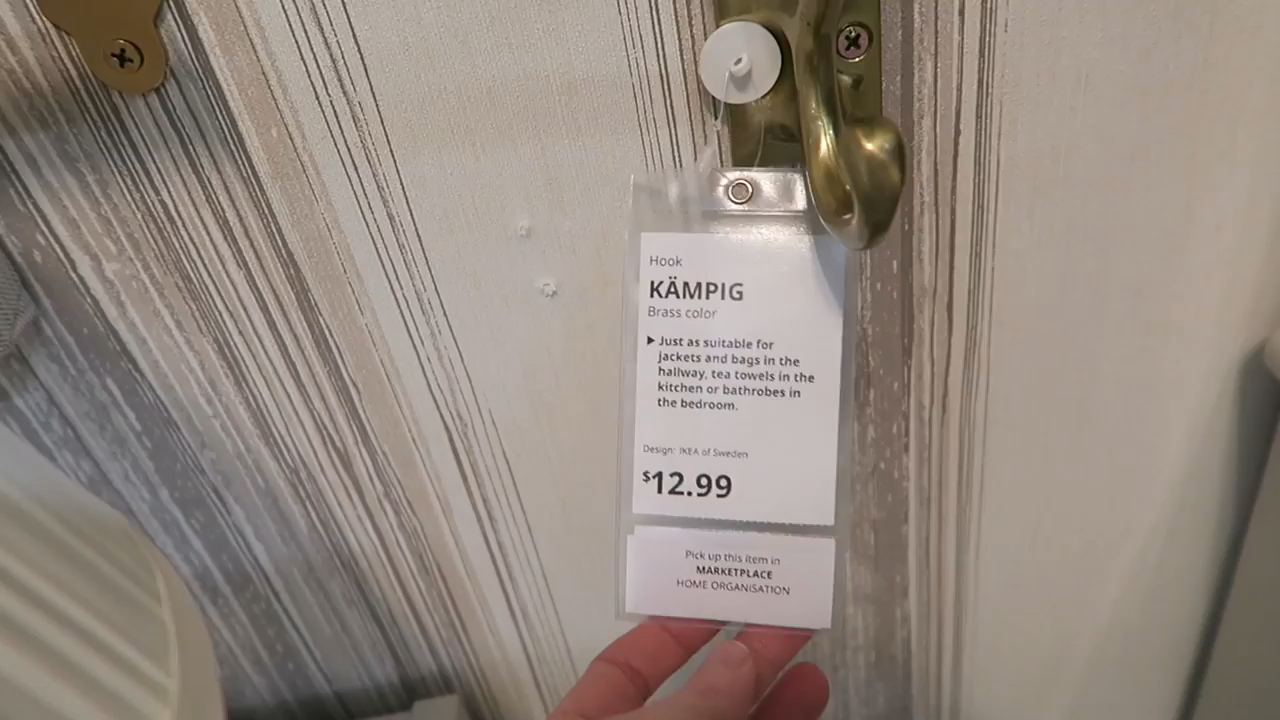 Hook
KÄMPIG
Brass color
▶ Just as suitable for
jackets and bags in the
hallway, tea towels in the
kitchen or bathrobes in
the bedroom.
Design: IKEA of Sweden
$12.99
Pick up this item in
MARKETPLACE
HOME ORGANISATION